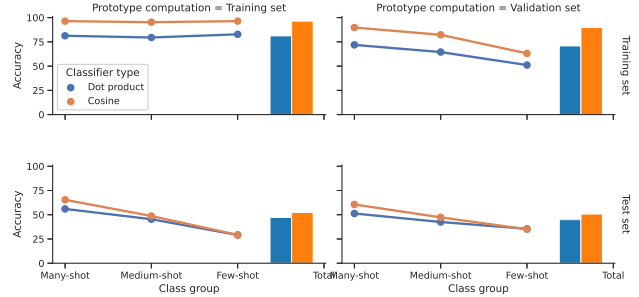 Prototype computation = Training set
Prototype computation = Validation set
100
75
50
25
0
Accuracy
Classifier type
Dot product
Cosine
Training set
100
75
50
25
0
Accuracy
Test set
Many-shot Medium-shot Few-shot Total
Many-shot Medium-shot Few-shot Total
Class group
Class group